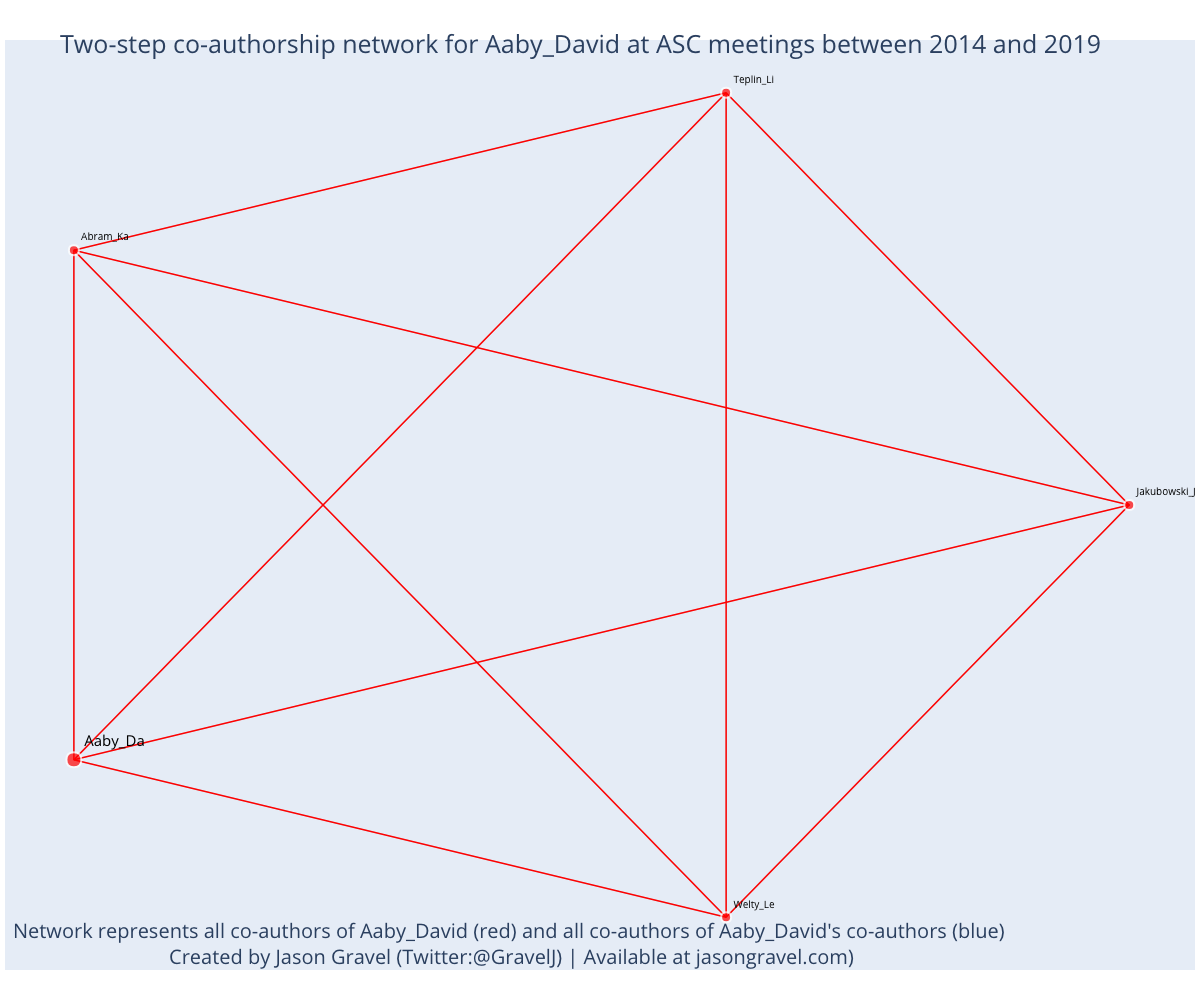 Two-step co-authorship network for Aaby_David at ASC meetings between 2014 and 2019
Teplin_Li
Abram_Ka
Jakubowski_J
Aaby_Da
Welty_Le
Network represents all co-authors of Aaby_David (red) and all co-authors of Aaby_David's co-authors (blue)
Created by Jason Gravel (Twitter:@GravelJ) | Available at jasongravel.com)